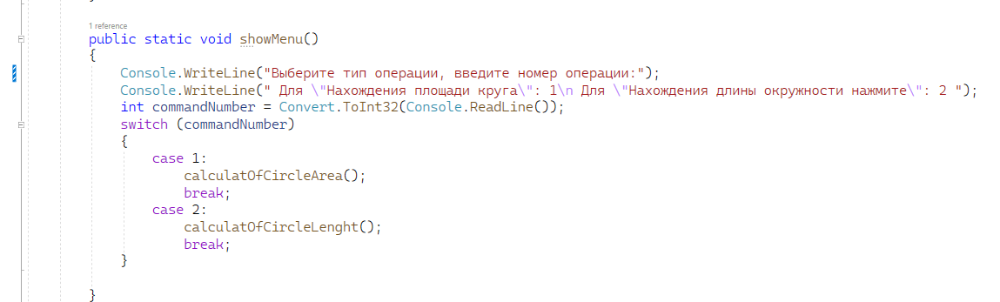 1 reference
public static void showMenu()
{
Console.WriteLine("Выберите тип операции, введите номер операции:");
Console.WriteLine(" Для \"Нахождения площади круга\": 1\n Для \"Нахождения длины окружности нажмите\": 2 ");
int commandNumber = Convert.ToInt32(Console.ReadLine());
switch (commandNumber)
{
case 1:
calculatOfCircleArea();
break;
case 2:
calculatOfCircleLenght();
break;
}
}